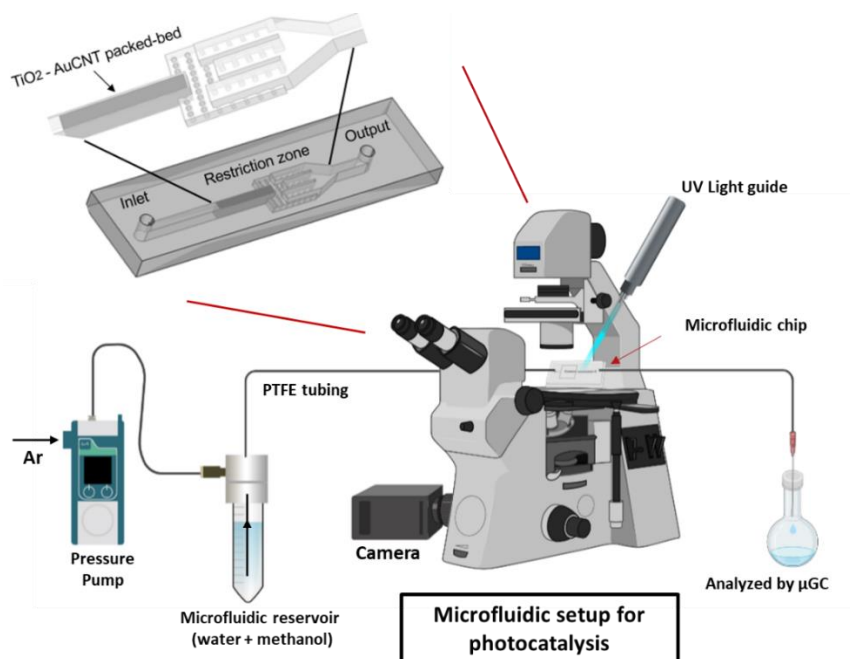 TiO2 - AuCNT packed-bed
Output
Restriction zone
Inlet
UV Light guide
Microfluidic chip
PTFE tubing
Ar
Camera
Pressure
Pump
Microfluidic reservoir
(water + methanol)
Analyzed by µGC
Microfluidic setup for
photocatalysis